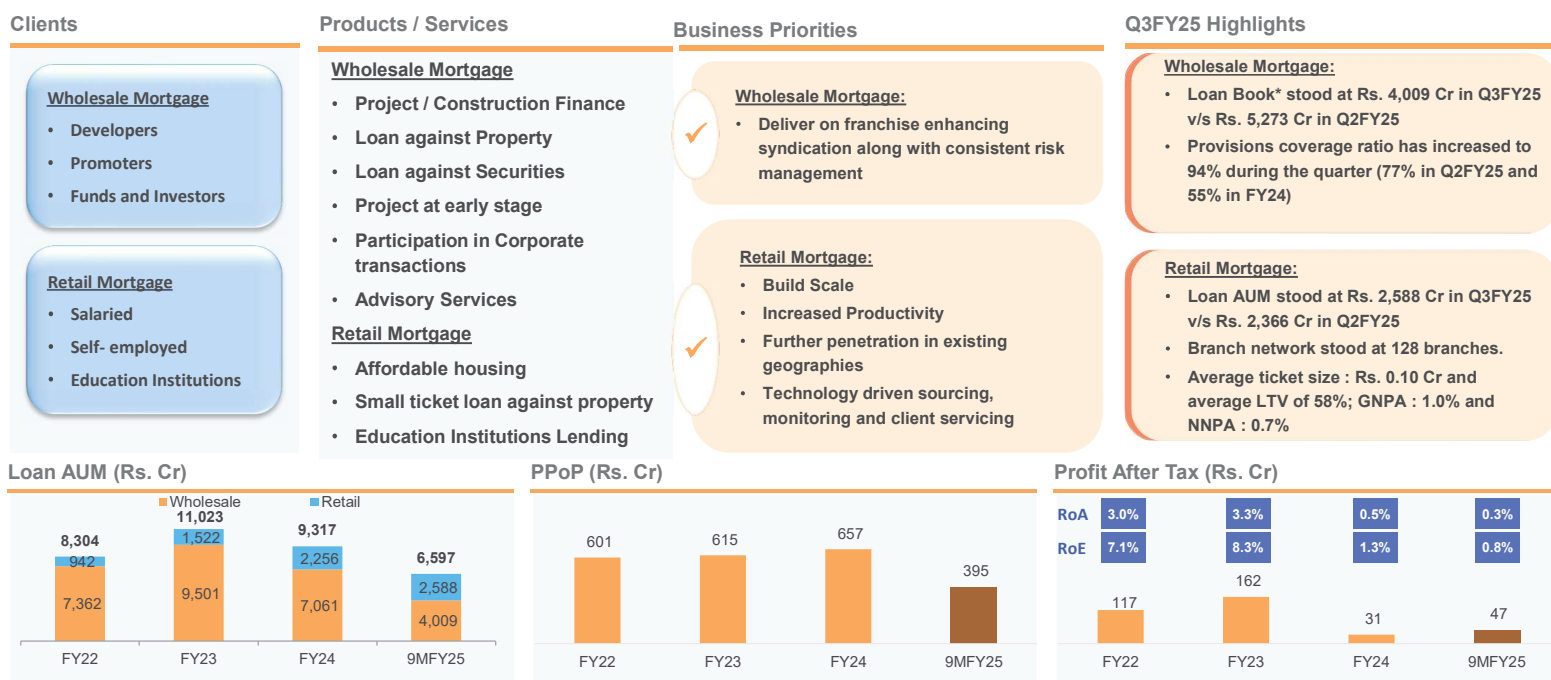 Clients
Wholesale Mortgage
• Developers
• Promoters
• Funds and Investors
Retail Mortgage
• Salaried
• Self- employed
• Education Institutions
Products / Services
Wholesale Mortgage
• Project / Construction Finance
• Loan against Property
• Loan against Securities
• Project at early stage
• Participation in Corporate
transactions
• Advisory Services
Retail Mortgage
• Affordable housing
• Small ticket loan against property
• Education Institutions Lending
Business Priorities
Wholesale Mortgage:
• Deliver on franchise enhancing
syndication along with consistent risk
management
Retail Mortgage:
• Build Scale
• Increased Productivity
• Further penetration in existing
geographies
• Technology driven sourcing,
monitoring and client servicing
Q3FY25 Highlights
Wholesale Mortgage:
• Loan Book* stood at Rs. 4,009 Cr in Q3FY25
v/s Rs. 5,273 Cr in Q2FY25
• Provisions coverage ratio has increased to
94% during the quarter (77% in Q2FY25 and
55% in FY24)
Retail Mortgage:
• Loan AUM stood at Rs. 2,588 Cr in Q3FY25
v/s Rs. 2,366 Cr in Q2FY25
• Branch network stood at 128 branches.
• Average ticket size : Rs. 0.10 Cr and
average LTV of 58%; GNPA : 1.0% and
NNPA : 0.7%
Loan AUM (Rs. Cr)
Wholesale Retail
8,304 11,023 9,317 6,597
942 1,522 2,256 2,588
7,362 9,501 7,061 4,009
FY22 FY23 FY24 9MFY25
PPoP (Rs. Cr)
601 615 657 395
FY22 FY23 FY24 9MFY25
Profit After Tax (Rs. Cr)
RoA 3.0% 3.3% 0.5% 0.3%
RoE 7.1% 8.3% 1.3% 0.8%
117 162 31 47
FY22 FY23 FY24 9MFY25